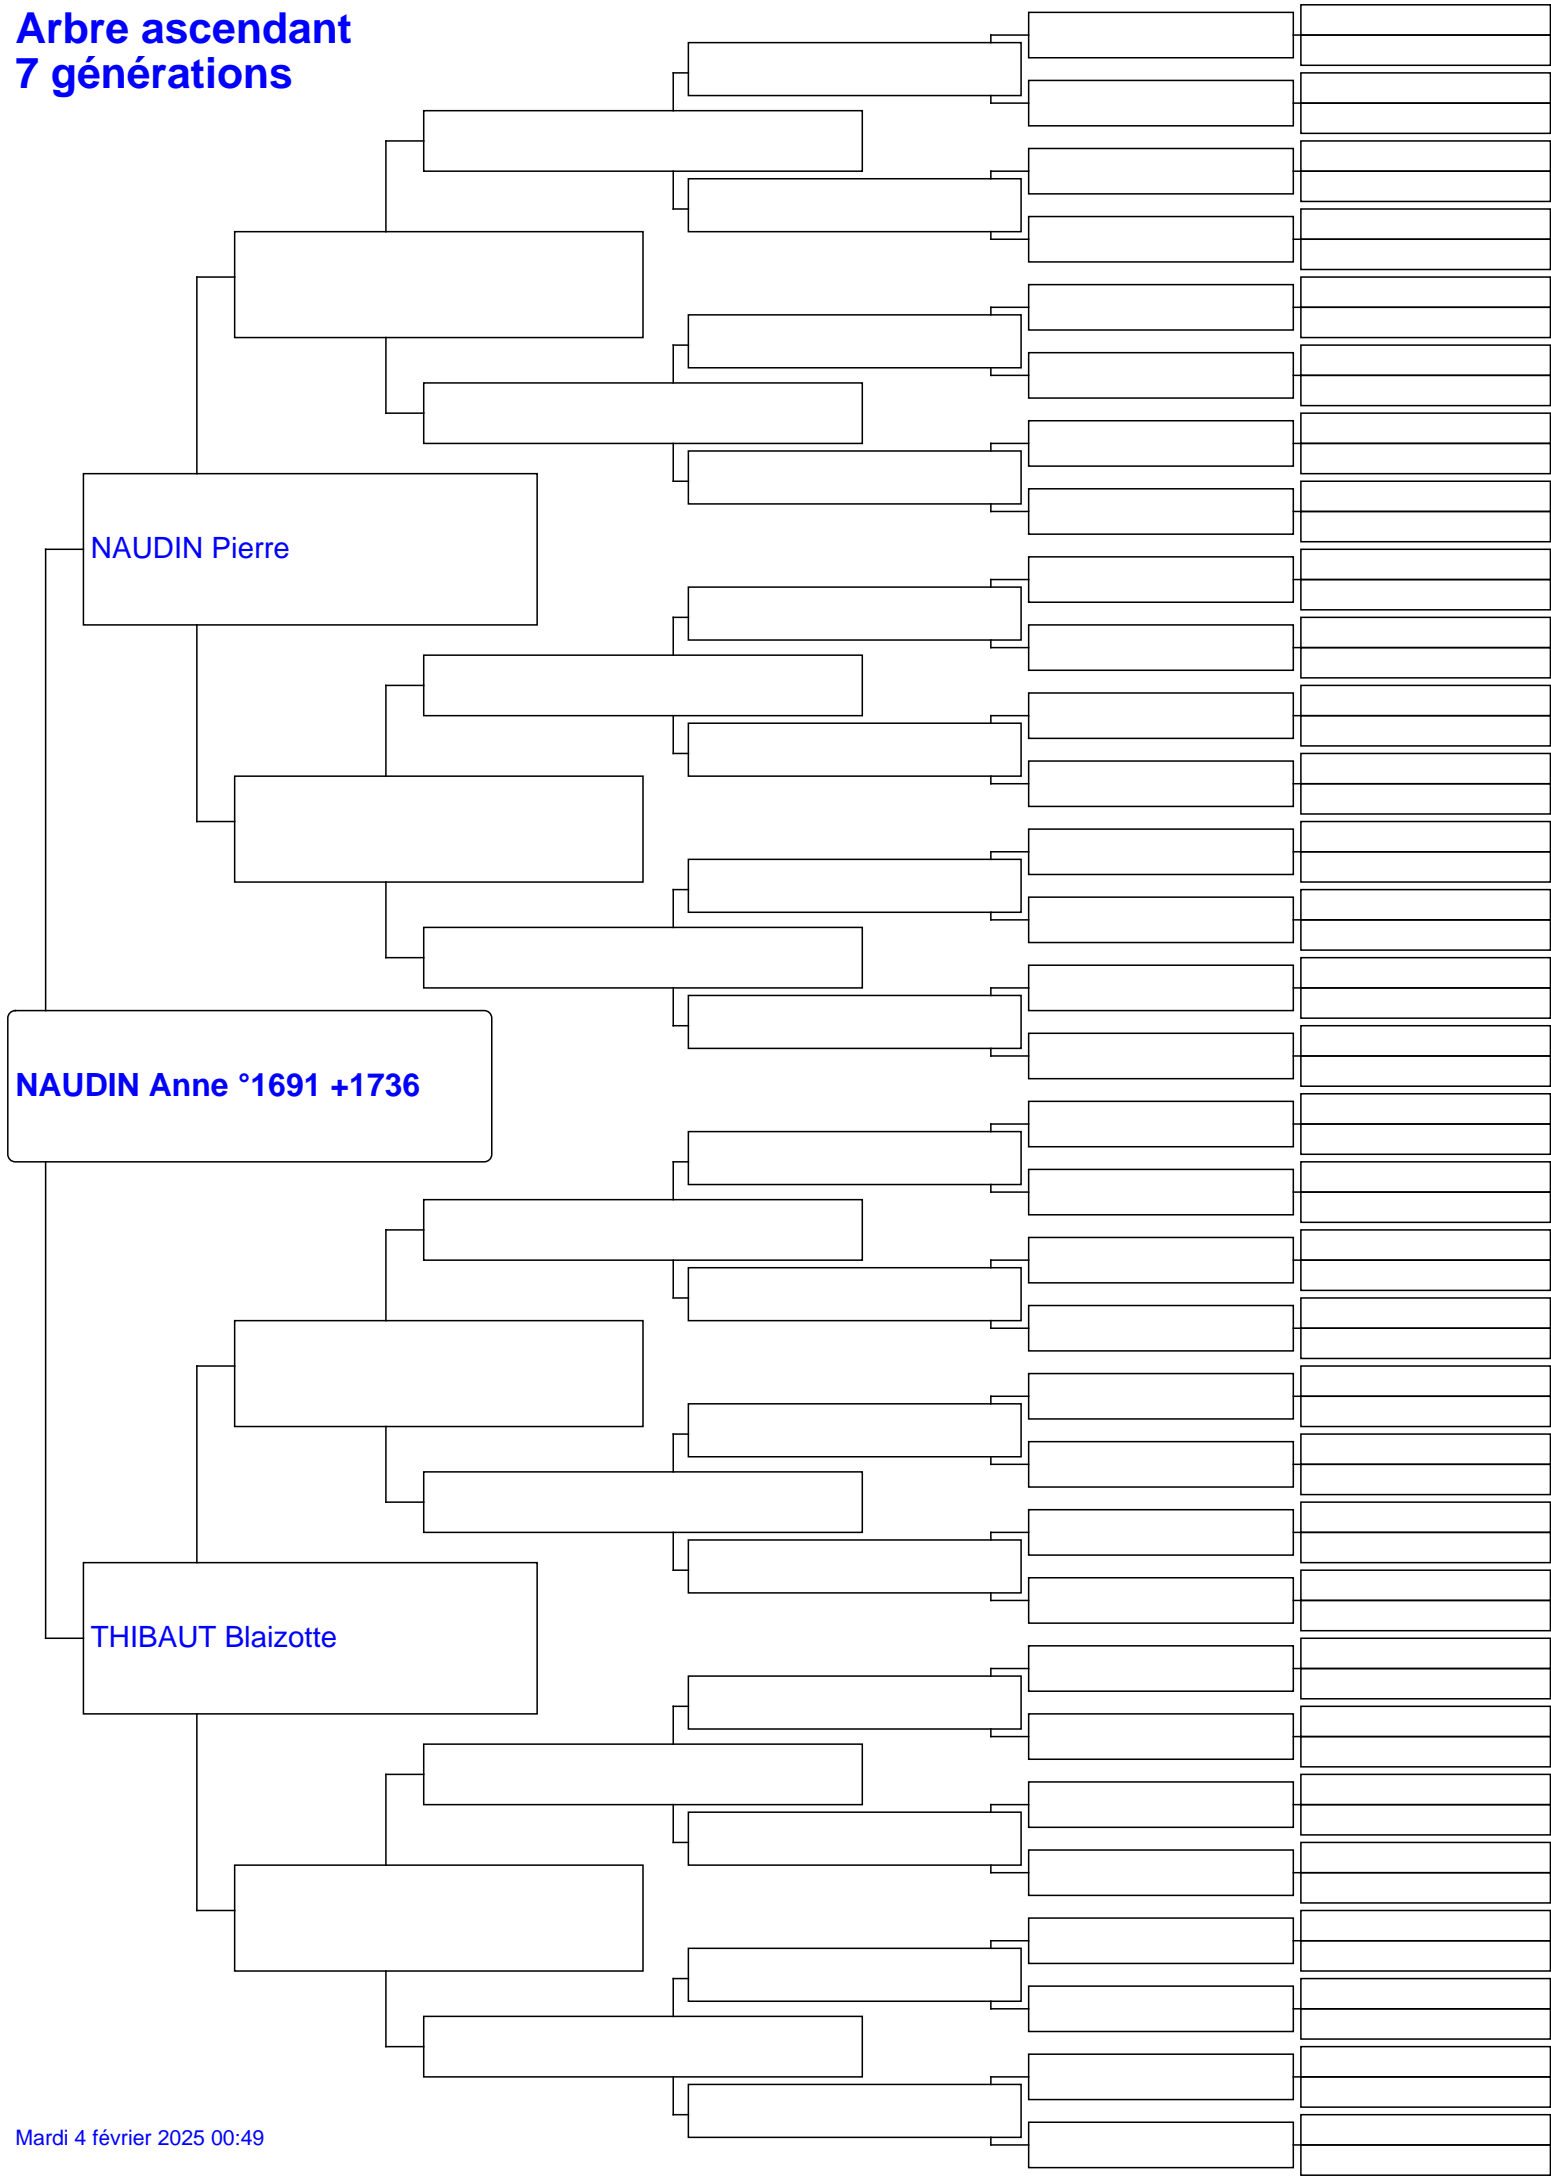 Arbre ascendant
7 générations
NAUDIN Pierre
NAUDIN Anne °1691 +1736
THIBAUT Blaizotte
Mardi 4 février 2025 00:49